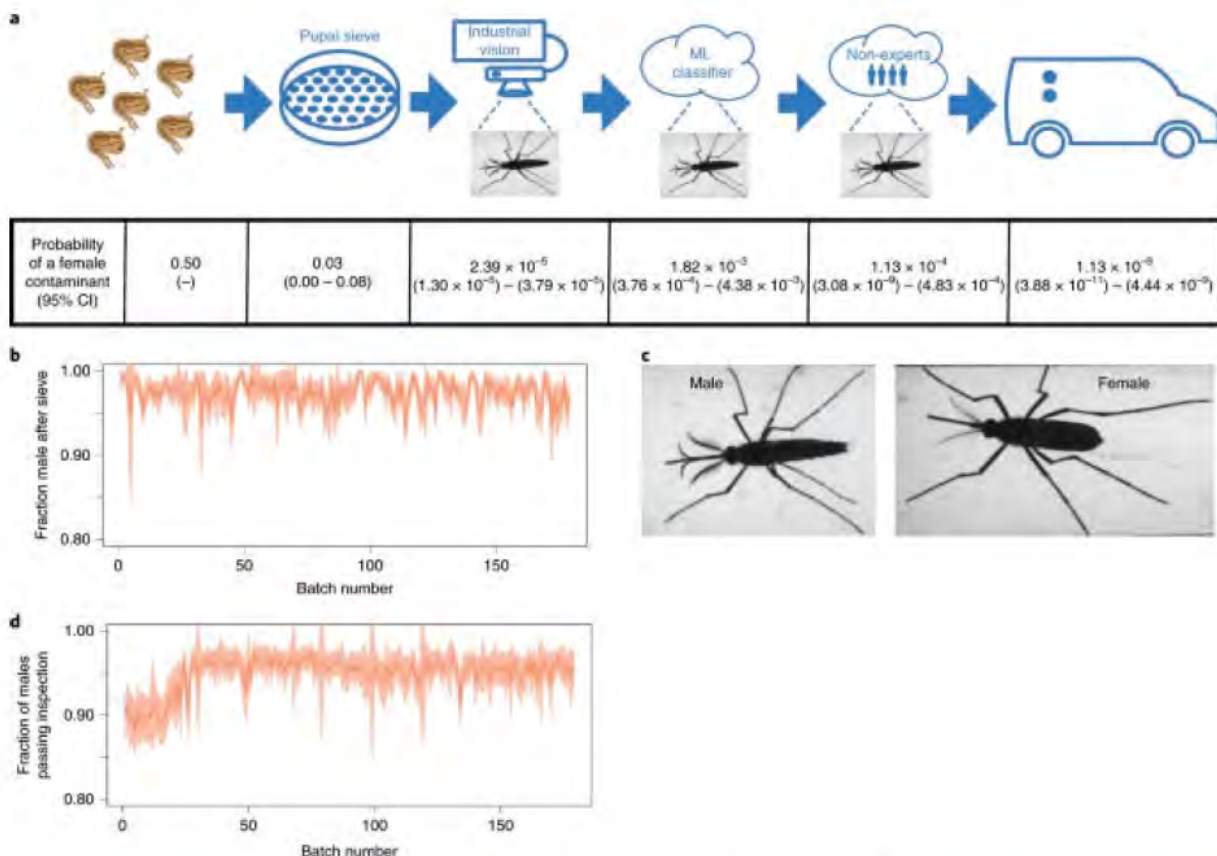 a
Pupal sieve
Industrial
vision
ML
classifier
Non-experts
Probability
of a female
contaminant
(95% CI)
0.50
(–)
0.03
(0.00 – 0.08)
2.39 × 10⁻⁵
(1.30 × 10⁻⁵) – (3.79 × 10⁻⁵)
1.82 × 10⁻³
(3.76 × – (4.38 × 10⁻³)
1.13 × 10⁻⁴
(3.08 × 10⁻⁹) – (4.83 × 10⁻⁴)
1.13 × 10⁻⁹
(3.88 × 10⁻¹¹) – (4.44 × 10⁻⁹)
b
1.00
0.90
0.80
Fraction male after sieve
0
50
100
150
Batch number
c
Male
Female
d
1.00
0.90
0.80
Fraction of males
passing inspection
0
50
100
150
Batch number